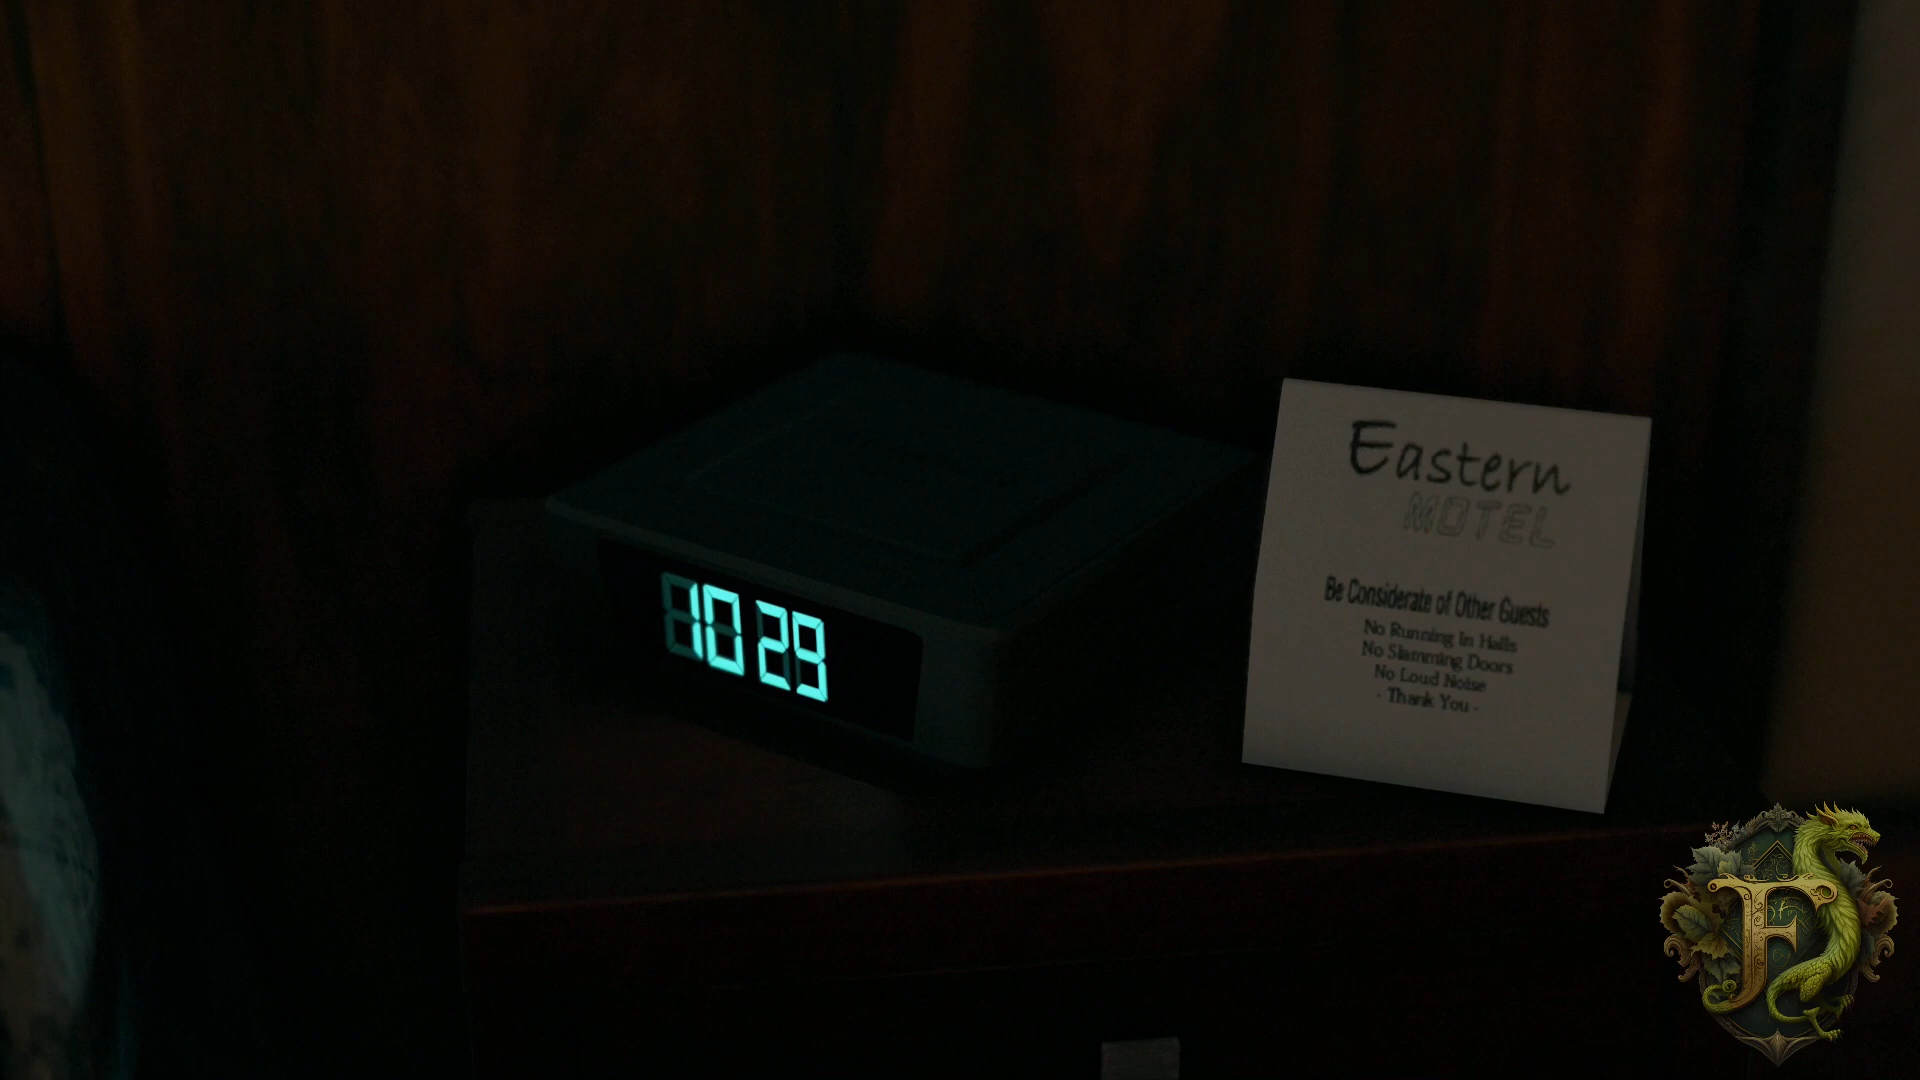 10 29
Eastern
MOTEL
Be Considerate of Other Guests
No Running In Halls
No Slamming Doors
No Loud Noise
- Thank You -
F